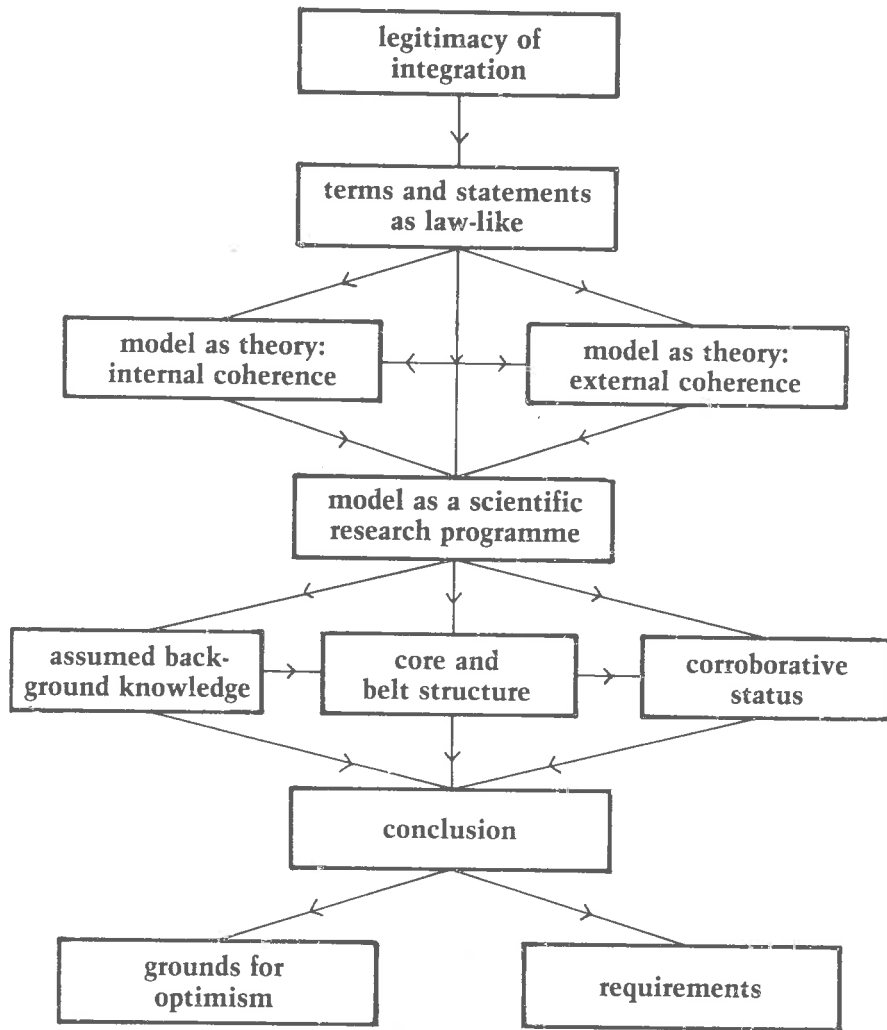 legitimacy of
integration
terms and statements
as law-like
model as theory:
internal coherence
model as theory:
external coherence
model as a scientific
research programme
assumed back-
ground knowledge
core and
belt structure
corroborative
status
conclusion
grounds for
optimism
requirements